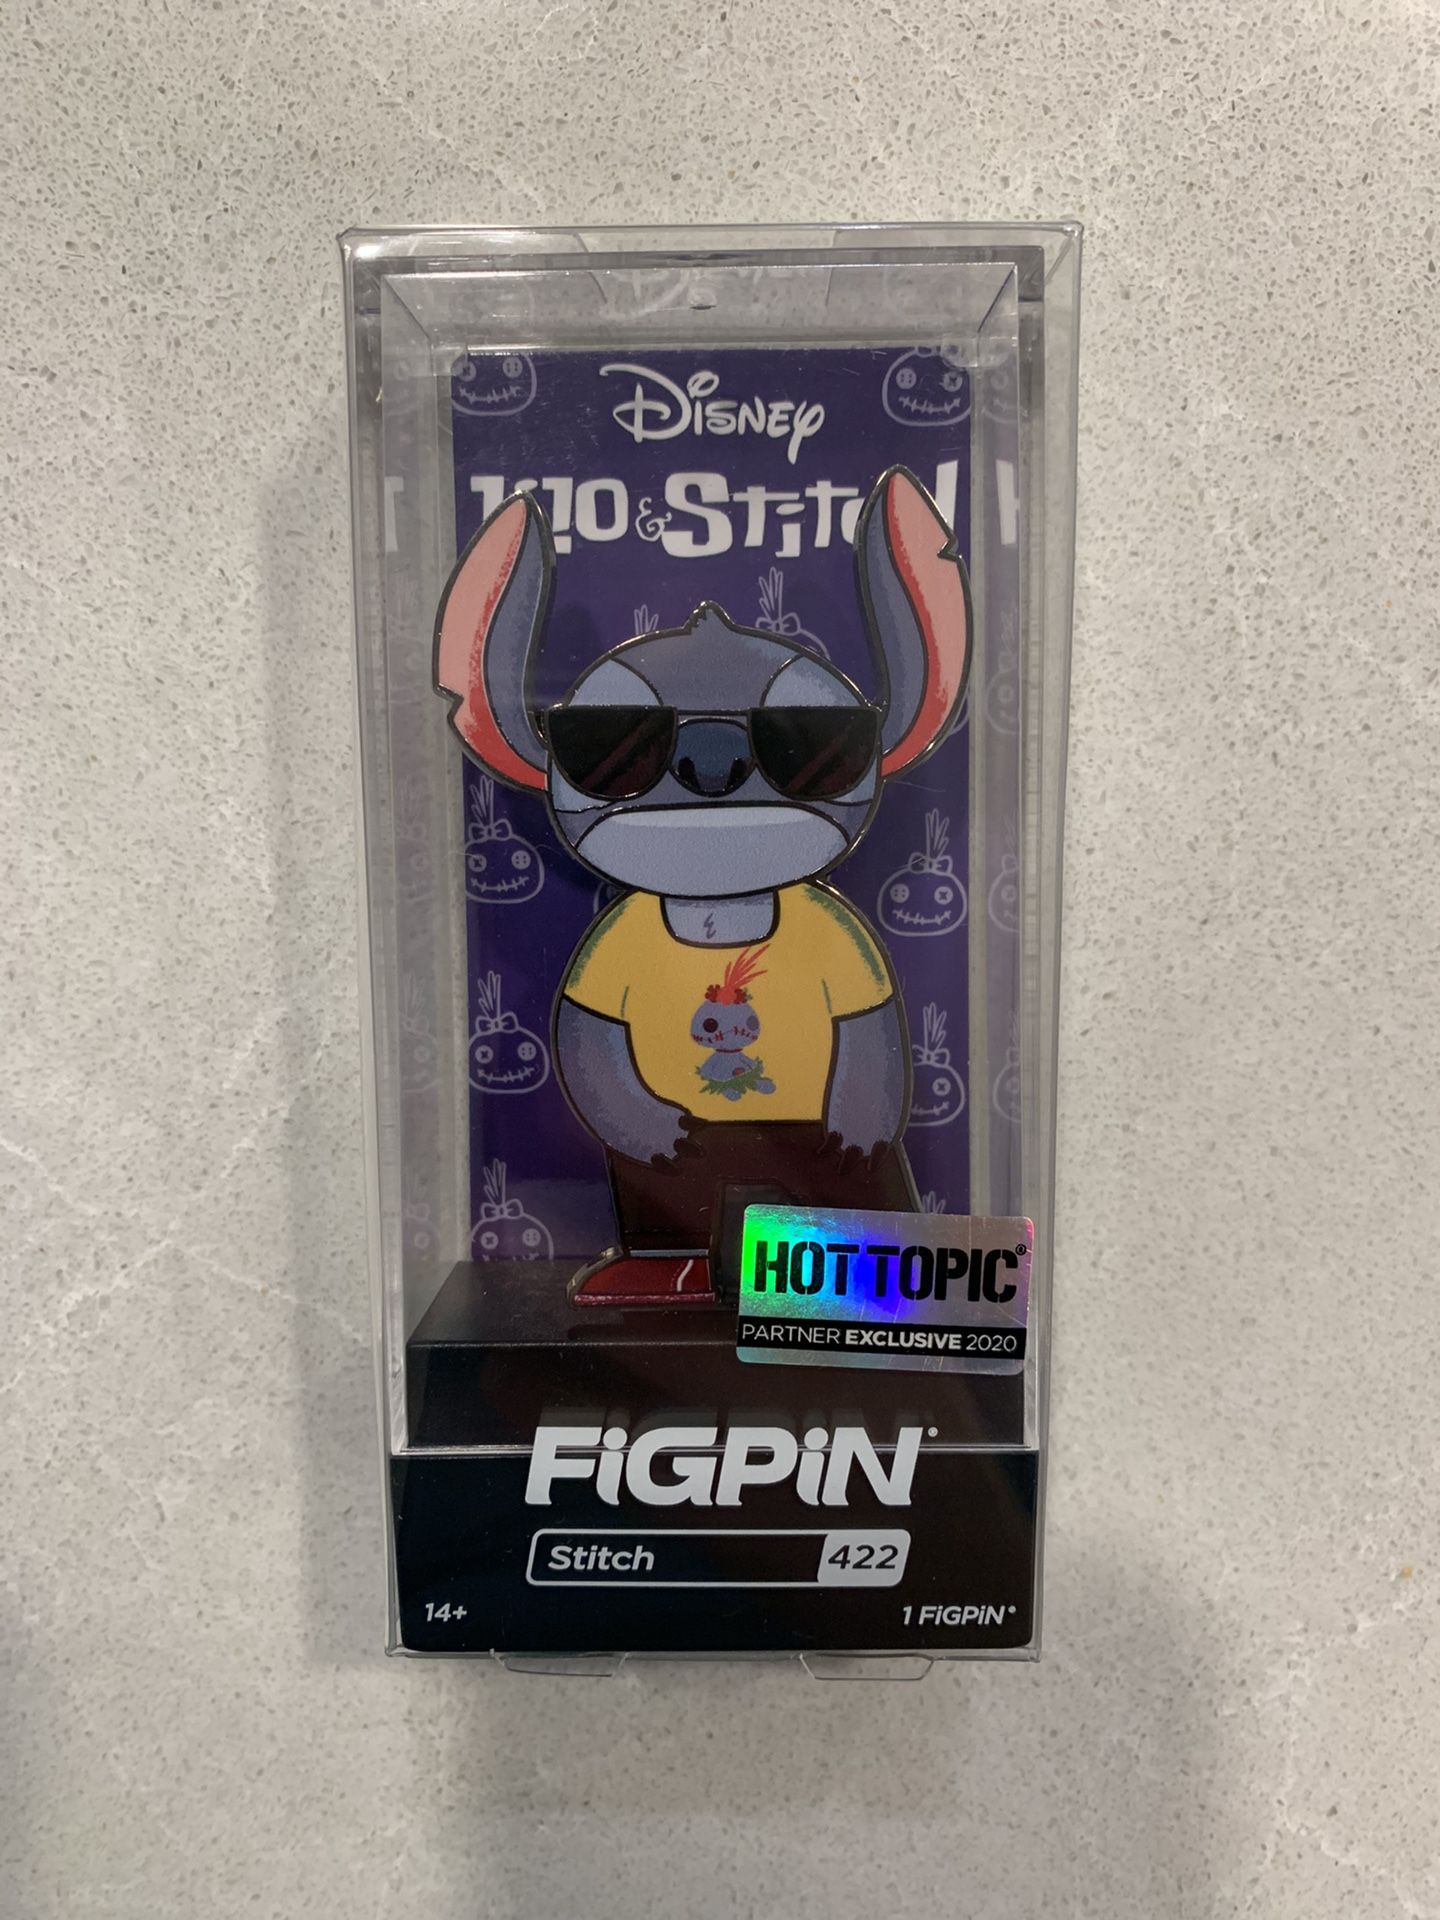 Disney
Lilo & Stitch
HOT TOPIC®
PARTNER EXCLUSIVE 2020
FiGPiN®
Stitch 422
14+ 1 FiGPiN®